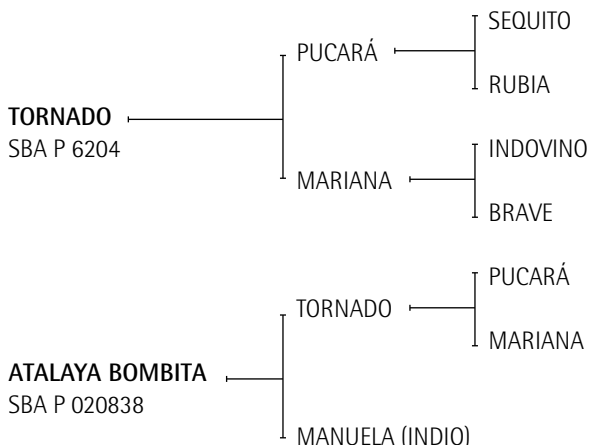 SEQUITO
PUCARÁ
RUBIA
TORNADO
SBA P 6204
INDOVINO
MARIANA
BRAVE
PUCARÁ
TORNADO
MARIANA
ATALAYA BOMBITA
SBA P 020838
MANUELA (INDIO)